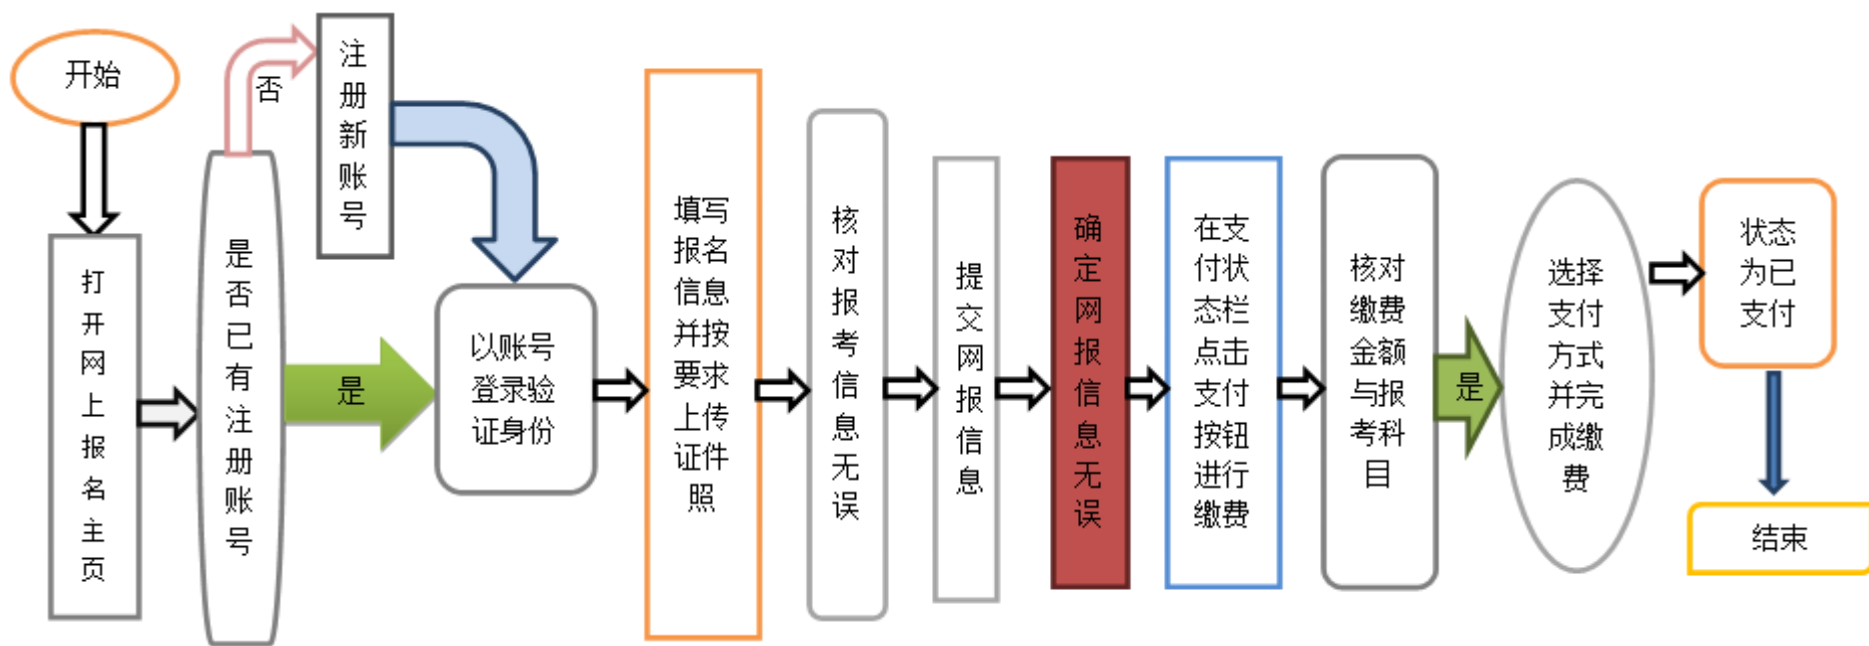 开始
打开网上报名主页
是否已有注册账号
否
注册新账号
是
以账号
登录验
证身份
填写
报名
信息
并按
要求
上传
证件
照
核对报考信息无误
提交网报信息
确定网报信息无误
在支
付状
态栏
点击
支付
按钮
进行
缴费
核对
缴费
金额
与报
考科
目
是
选择
支付
方式
并完
成缴
费
状态
为已
支付
结束